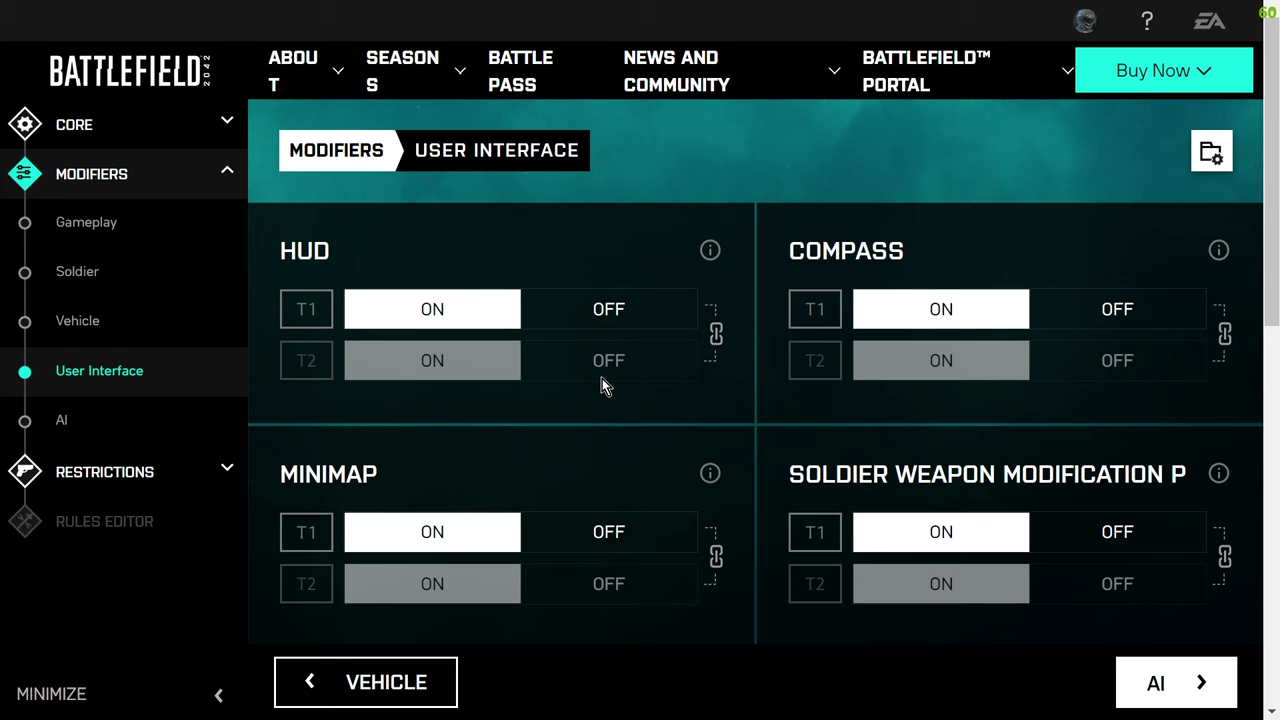 60
?
EA
BATTLEFIELD 2042
ABOU
T
SEASON
S
BATTLE
PASS
NEWS AND
COMMUNITY
BATTLEFIELD™
PORTAL
Buy Now
CORE
MODIFIERS
Gameplay
Soldier
Vehicle
User Interface
AI
RESTRICTIONS
RULES EDITOR
MINIMIZE
MODIFIERS
USER INTERFACE
HUD
T1 ON OFF
T2 ON OFF
COMPASS
T1 ON OFF
T2 ON OFF
MINIMAP
T1 ON OFF
T2 ON OFF
SOLDIER WEAPON MODIFICATION P
T1 ON OFF
T2 ON OFF
VEHICLE
AI